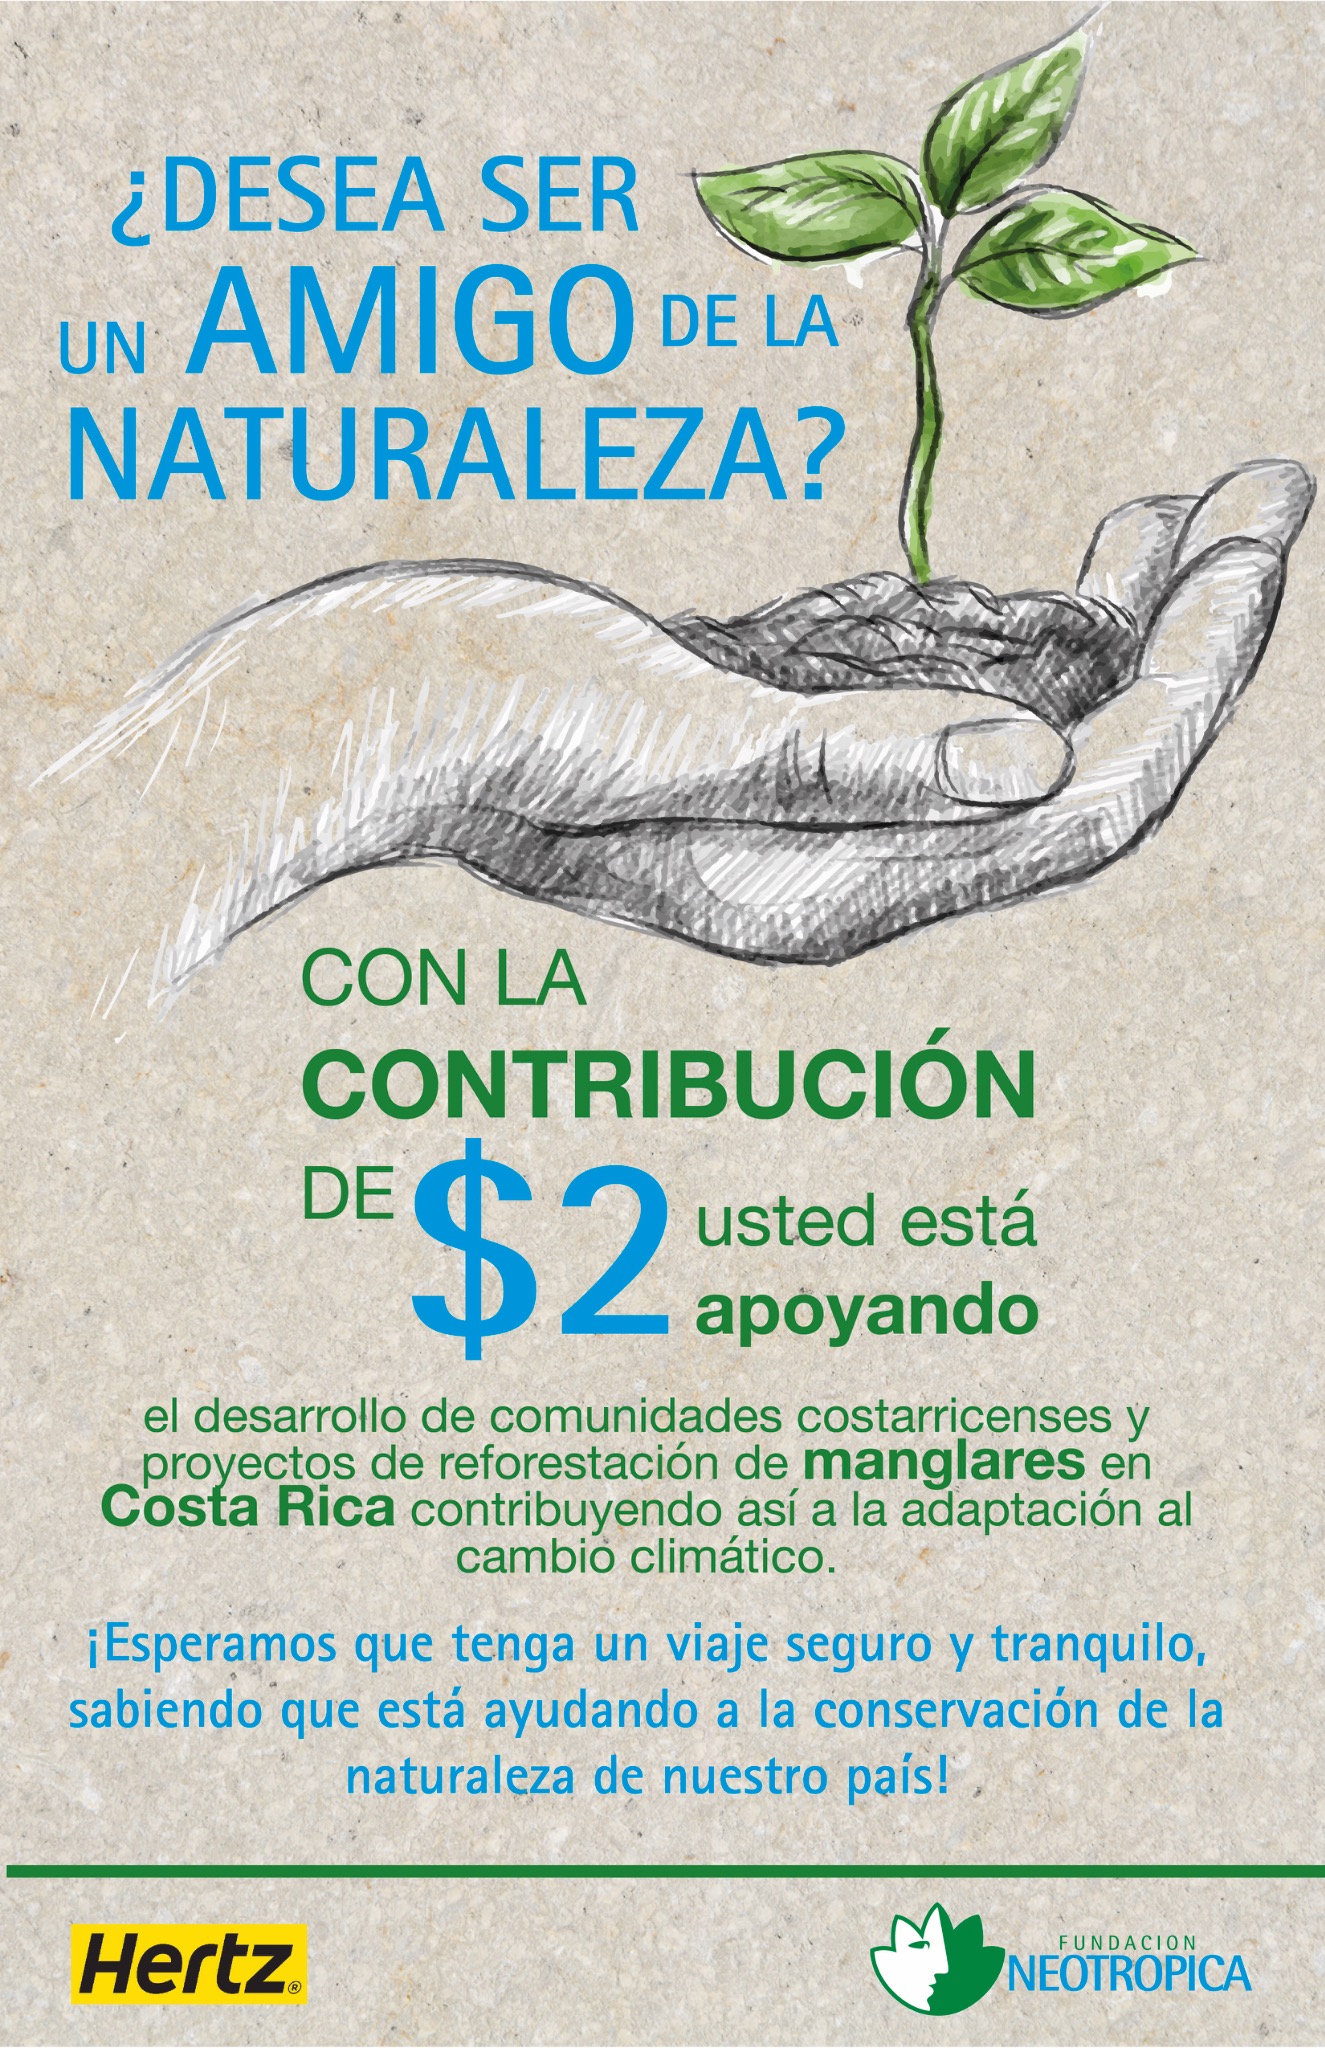 ¿DESEA SER
UN AMIGO DE LA
NATURALEZA?
CON LA
CONTRIBUCIÓN
DE $2 usted está
apoyando
el desarrollo de comunidades costarricenses y
proyectos de reforestación de manglares en
Costa Rica contribuyendo así a la adaptación al
cambio climático.
¡Esperamos que tenga un viaje seguro y tranquilo,
sabiendo que está ayudando a la conservación de la
naturaleza de nuestro país!
Hertz®
FUNDACION
NEOTROPICA